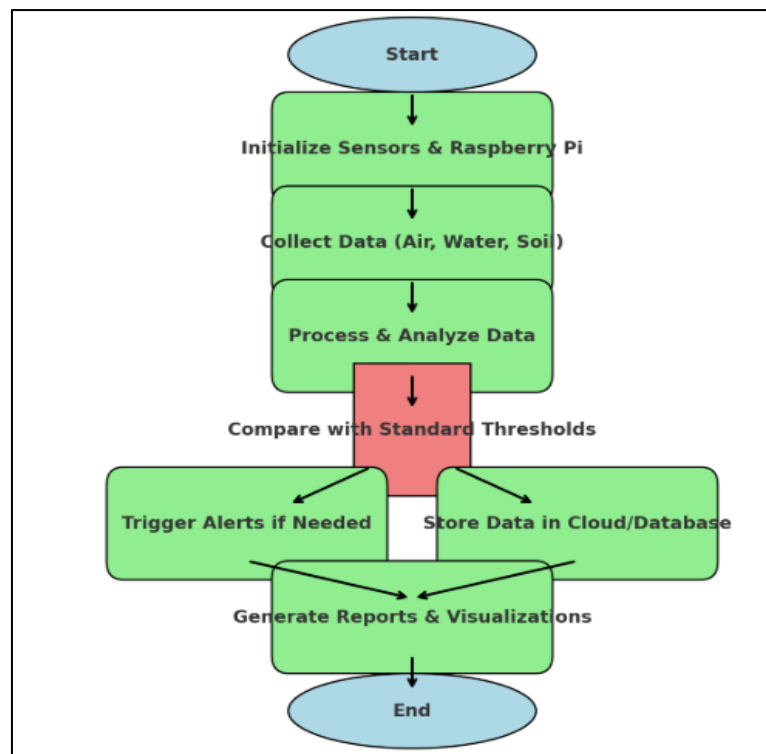 Start
Initialize Sensors & Raspberry Pi
Collect Data (Air, Water, Soil)
Process & Analyze Data
Compare with Standard Thresholds
Trigger Alerts if Needed
Store Data in Cloud/Database
Generate Reports & Visualizations
End